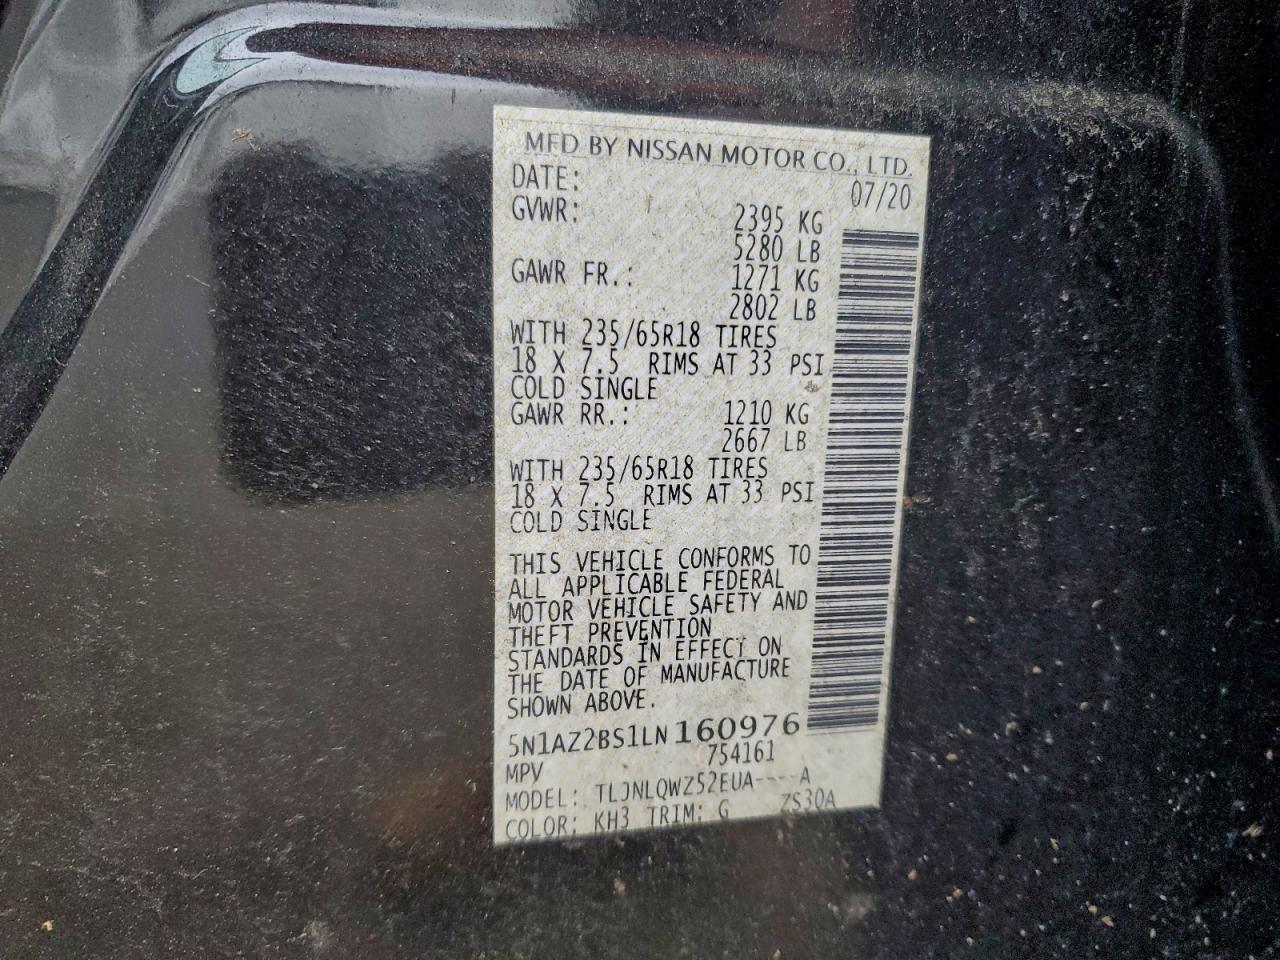 MFD BY NISSAN MOTOR CO., LTD.
DATE: 07/20
GVWR: 2395 KG
5280 LB
GAWR FR.: 1271 KG
2802 LB
WITH 235/65R18 TIRES
18 X 7.5 RIMS AT 33 PSI
COLD SINGLE
GAWR RR.: 1210 KG
2667 LB
WITH 235/65R18 TIRES
18 X 7.5 RIMS AT 33 PSI
COLD SINGLE
THIS VEHICLE CONFORMS TO
ALL APPLICABLE FEDERAL
MOTOR VEHICLE SAFETY AND
THEFT PREVENTION
STANDARDS IN EFFECT ON
THE DATE OF MANUFACTURE
SHOWN ABOVE.
5N1AZ2BS1LN160976
MPV 754161
MODEL: TLJNLQWZ52EUA----A
COLOR: KH3 TRIM: G ZS30A